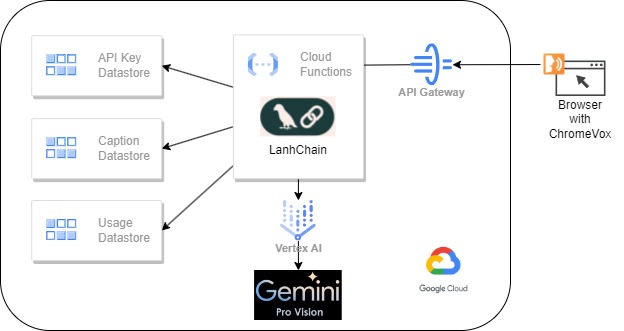 API Key
Datastore
Cloud
Functions
API Gateway
Browser
with
ChromeVox
Caption
Datastore
LanhChain
Usage
Datastore
Vertex AI
Gemini
Pro Vision
Google Cloud